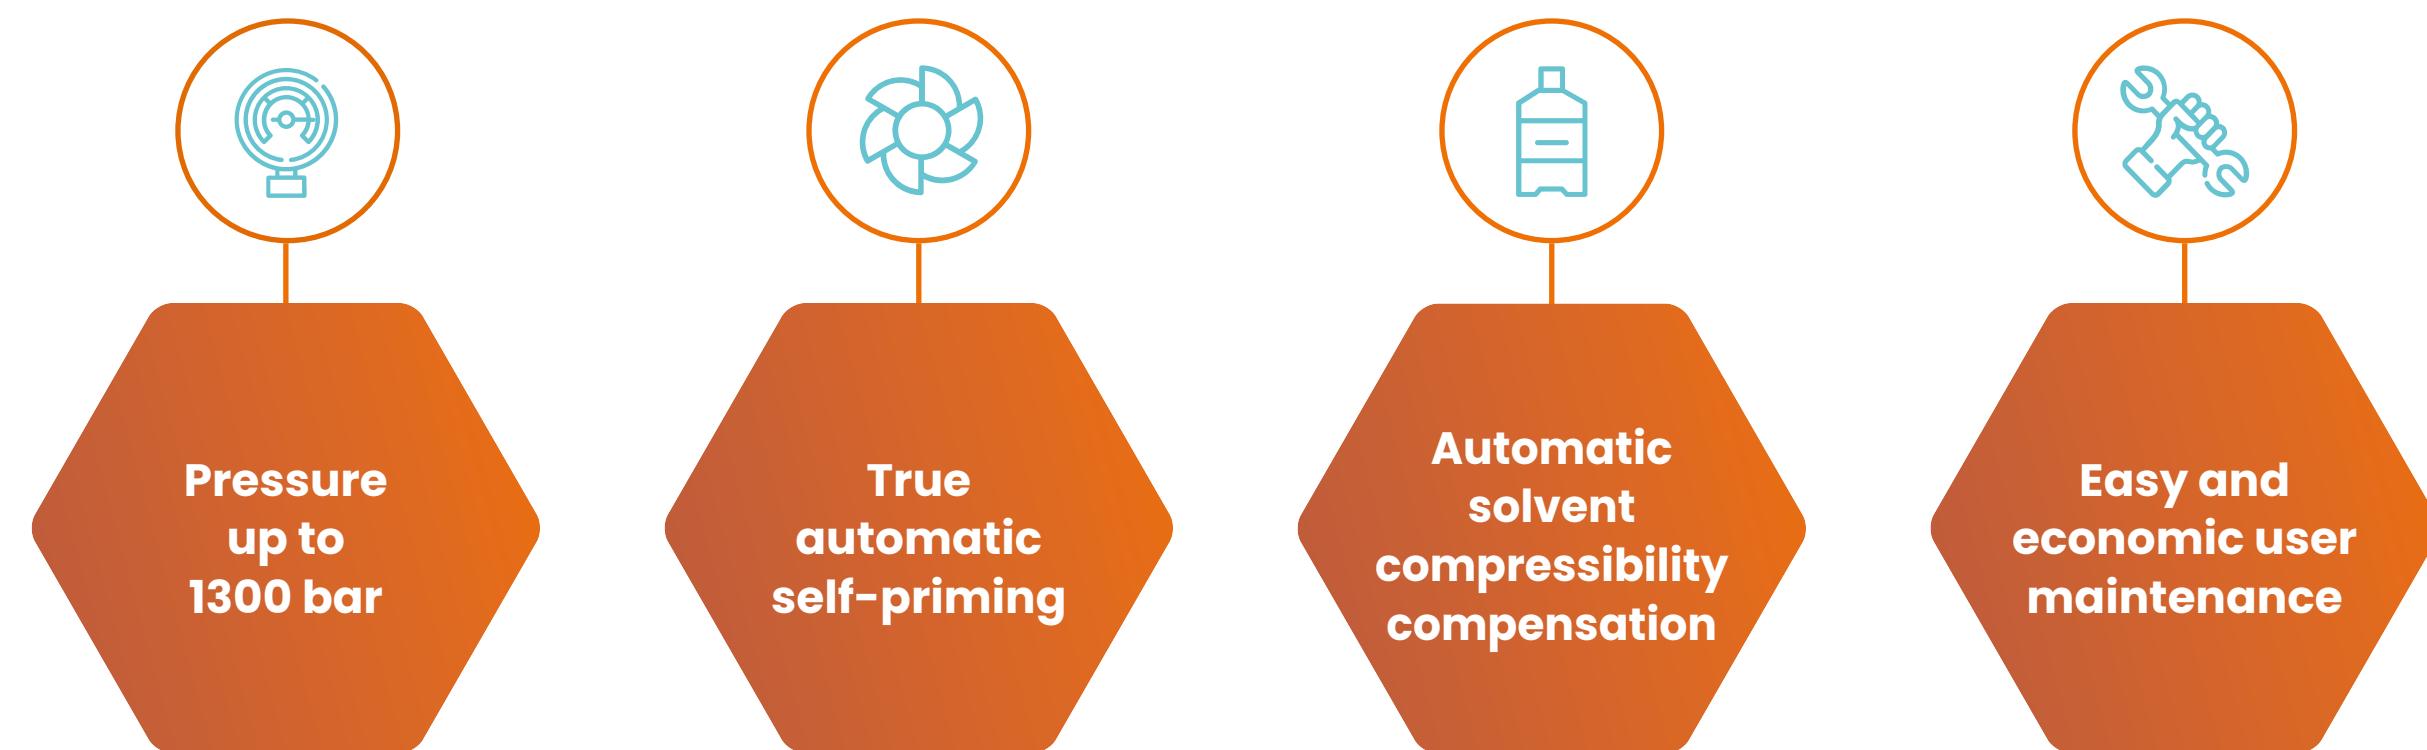 Pressure
up to
1300 bar
True
automatic
self-priming
Automatic
solvent
compressibility
compensation
Easy and
economic user
maintenance